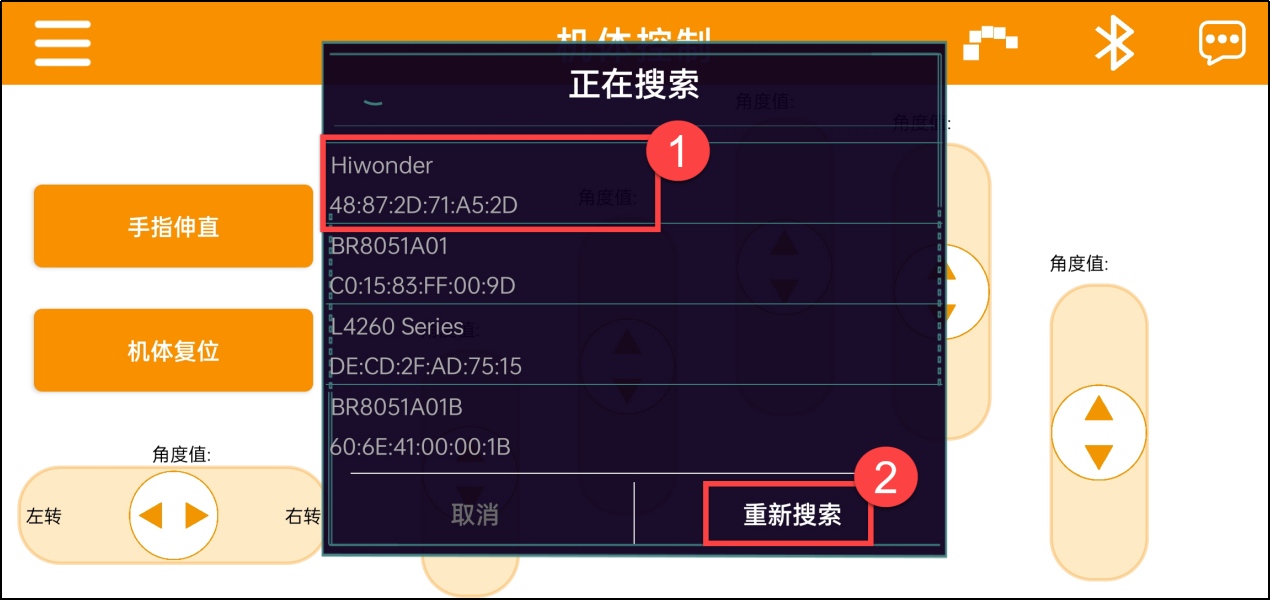 机体控制
正在搜索
角度值:
角度值:
Hiwonder
48:87:2D:71:A5:2D
1
角度值:
手指伸直
BR8051A01
C0:15:83:FF:00:9D
角度值:
L4260 Series
角度值:
DE:CD:2F:AD:75:15
机体复位
BR8051A01B
60:6E:41:00:00:1B
角度值:
左转
右转
取消
重新搜索
2